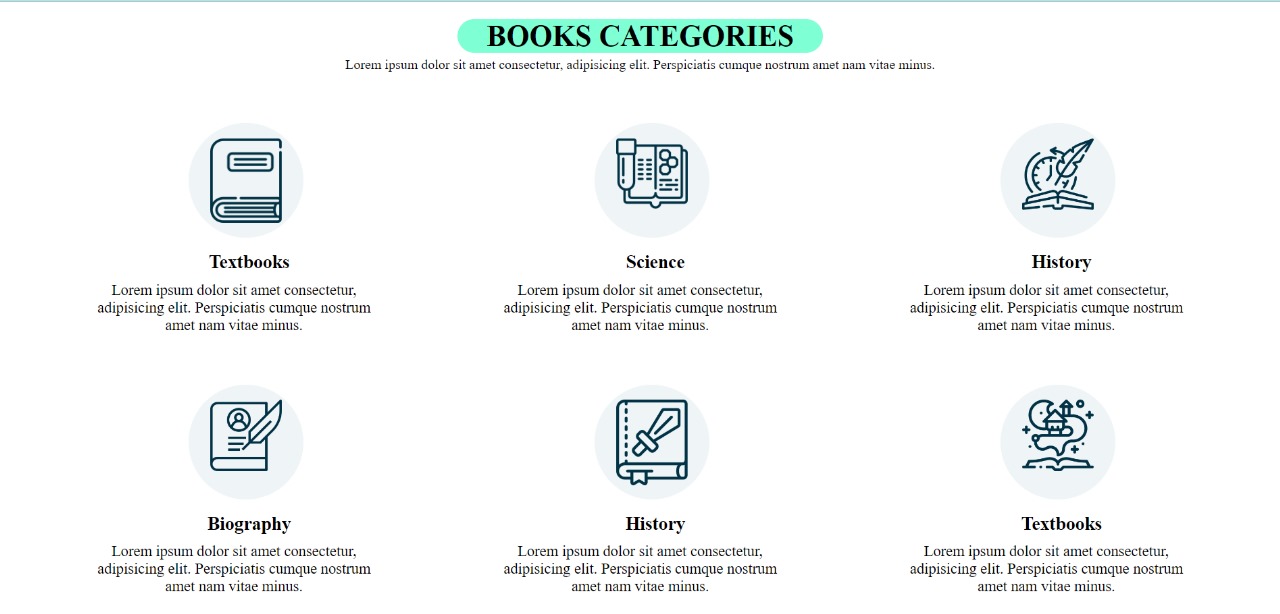 BOOKS CATEGORIES
Lorem ipsum dolor sit amet consectetur, adipisicing elit. Perspiciatis cumque nostrum amet nam vitae minus.
Textbooks
Lorem ipsum dolor sit amet consectetur,
adipisicing elit. Perspiciatis cumque nostrum
amet nam vitae minus.
Science
Lorem ipsum dolor sit amet consectetur,
adipisicing elit. Perspiciatis cumque nostrum
amet nam vitae minus.
History
Lorem ipsum dolor sit amet consectetur,
adipisicing elit. Perspiciatis cumque nostrum
amet nam vitae minus.
Biography
Lorem ipsum dolor sit amet consectetur,
adipisicing elit. Perspiciatis cumque nostrum
amet nam vitae minus.
History
Lorem ipsum dolor sit amet consectetur,
adipisicing elit. Perspiciatis cumque nostrum
amet nam vitae minus.
Textbooks
Lorem ipsum dolor sit amet consectetur,
adipisicing elit. Perspiciatis cumque nostrum
amet nam vitae minus.